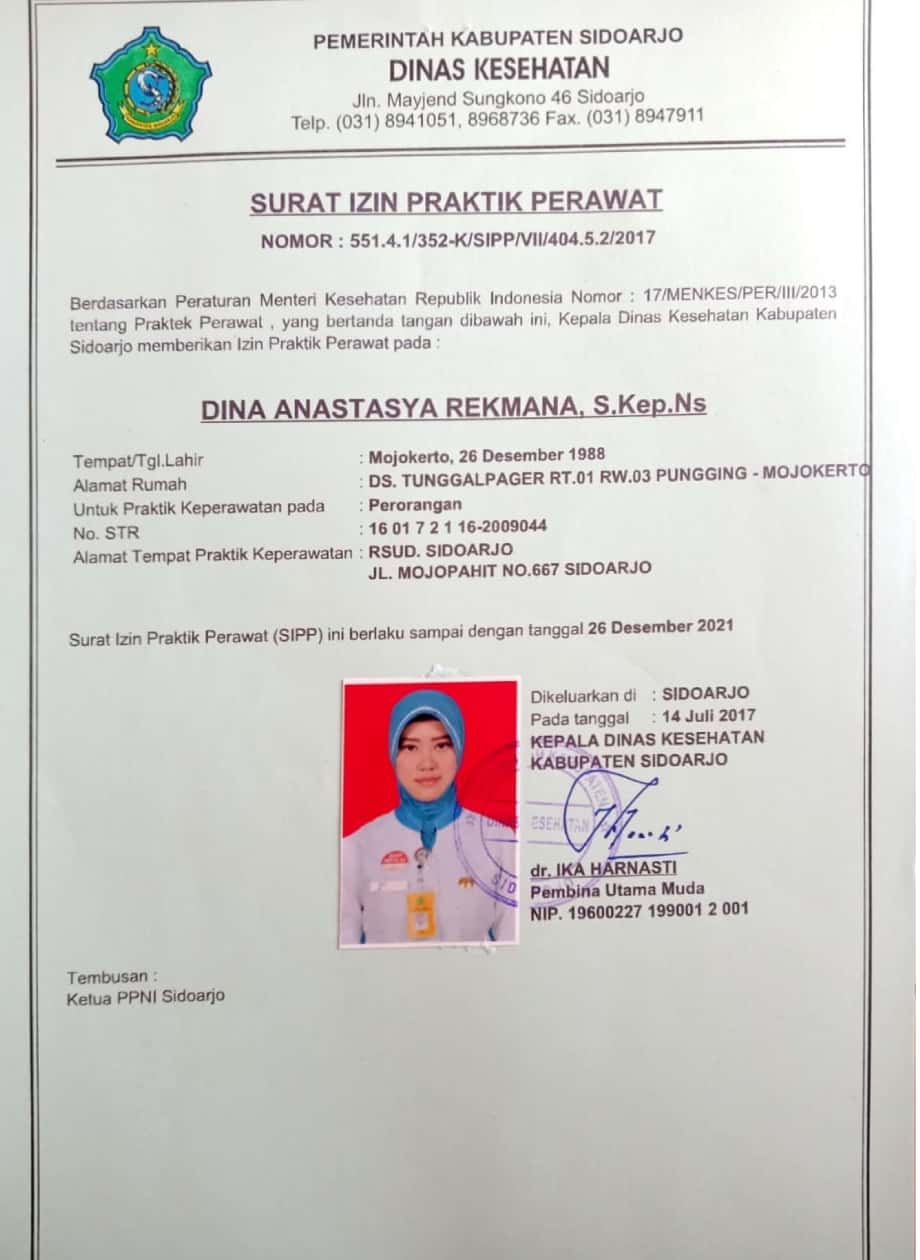 PEMERINTAH KABUPATEN SIDOARJO
DINAS KESEHATAN
Jln. Mayjend Sungkono 46 Sidoarjo
Telp. (031) 8941051, 8968736 Fax. (031) 8947911
SURAT IZIN PRAKTIK PERAWAT
NOMOR : 551.4.1/352-K/SIPP/VII/404.5.2/2017
Berdasarkan Peraturan Menteri Kesehatan Republik Indonesia Nomor : 17/MENKES/PER/III/2013
tentang Praktek Perawat , yang bertanda tangan dibawah ini, Kepala Dinas Kesehatan Kabupaten
Sidoarjo memberikan Izin Praktik Perawat pada :
DINA ANASTASYA REKMANA, S.Kep.Ns
Tempat/Tgl.Lahir : Mojokerto, 26 Desember 1988
Alamat Rumah : DS. TUNGGALPAGER RT.01 RW.03 PUNGGING - MOJOKERTO
Untuk Praktik Keperawatan pada : Perorangan
No. STR : 16 01 7 2 1 16-2009044
Alamat Tempat Praktik Keperawatan : RSUD. SIDOARJO
JL. MOJOPAHIT NO.667 SIDOARJO
Surat Izin Praktik Perawat (SIPP) ini berlaku sampai dengan tanggal 26 Desember 2021
Dikeluarkan di : SIDOARJO
Pada tanggal : 14 Juli 2017
KEPALA DINAS KESEHATAN
KABUPATEN SIDOARJO
DINAS KESEHATAN
dr. IKA HARNASTI
Pembina Utama Muda
NIP. 19600227 199001 2 001
Tembusan :
Ketua PPNI Sidoarjo